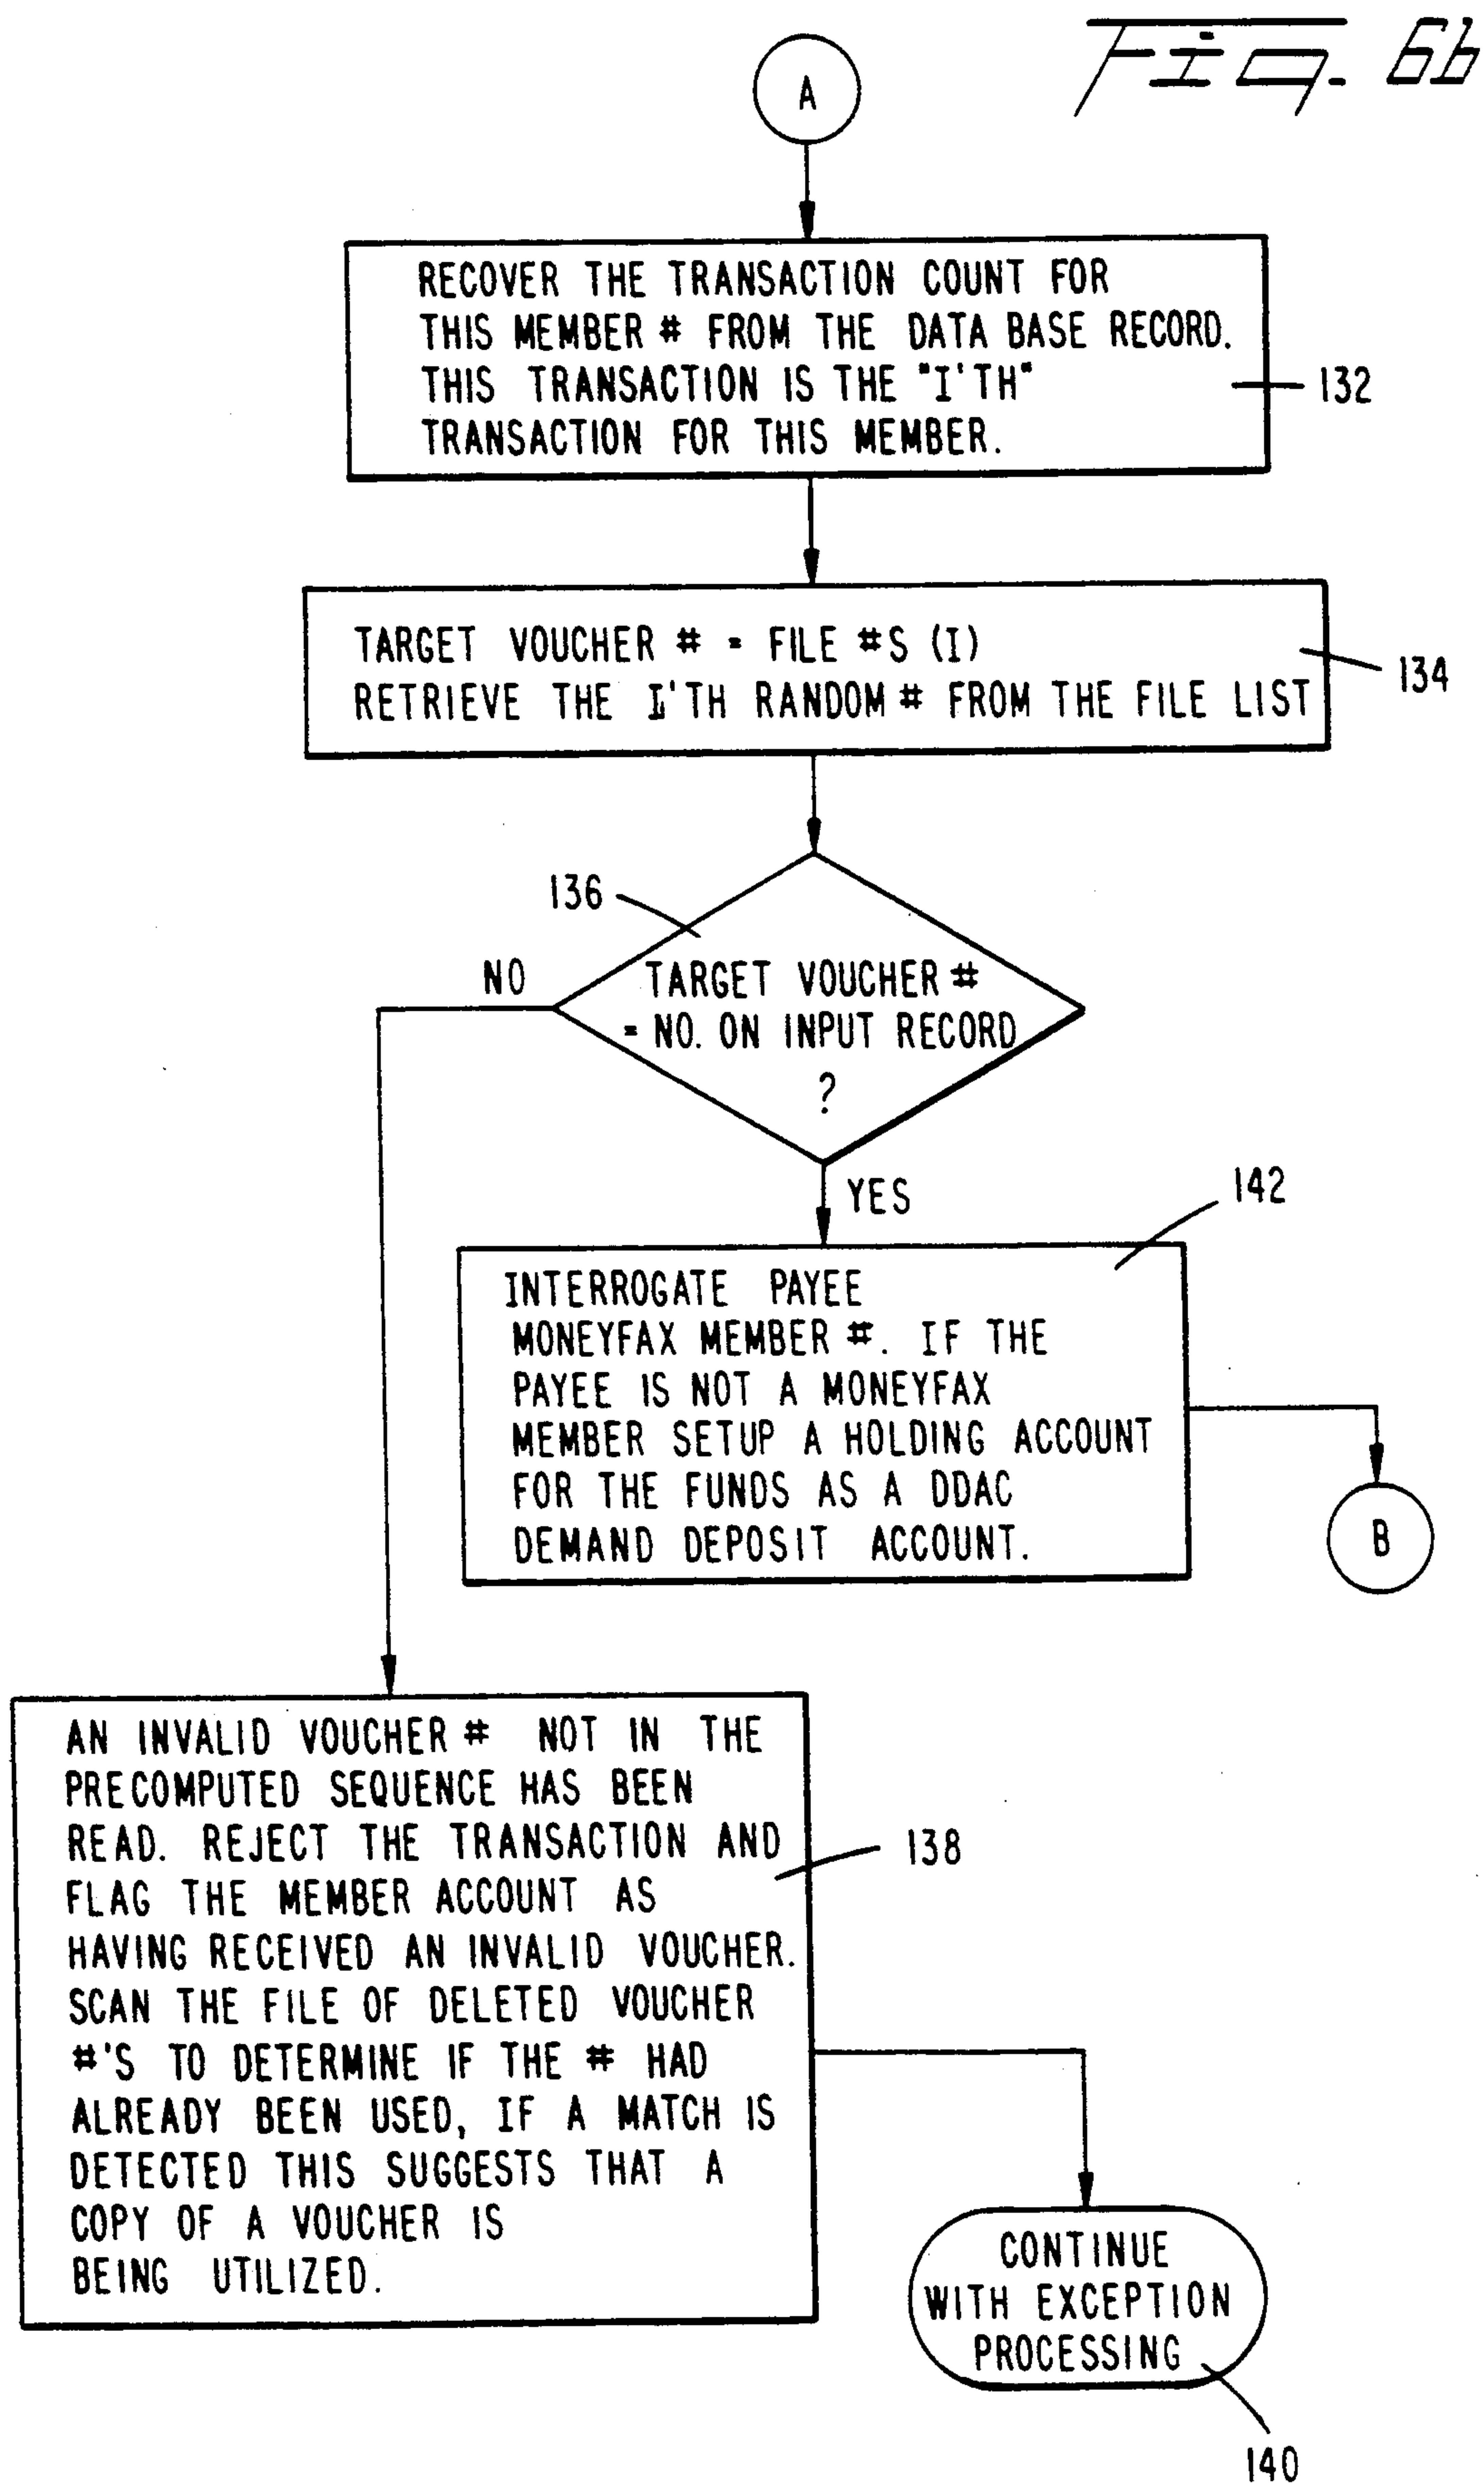 Fig. 6b
A
RECOVER THE TRANSACTION COUNT FOR
THIS MEMBER # FROM THE DATA BASE RECORD.
THIS TRANSACTION IS THE "I'TH"
TRANSACTION FOR THIS MEMBER.
132
TARGET VOUCHER # = FILE #S (I)
RETRIEVE THE I'TH RANDOM # FROM THE FILE LIST
134
136
NO
TARGET VOUCHER #
= NO. ON INPUT RECORD
?
YES
142
INTERROGATE PAYEE
MONEYFAX MEMBER #. IF THE
PAYEE IS NOT A MONEYFAX
MEMBER SETUP A HOLDING ACCOUNT
FOR THE FUNDS AS A DDAC
DEMAND DEPOSIT ACCOUNT.
B
AN INVALID VOUCHER # NOT IN THE
PRECOMPUTED SEQUENCE HAS BEEN
READ. REJECT THE TRANSACTION AND
FLAG THE MEMBER ACCOUNT AS
HAVING RECEIVED AN INVALID VOUCHER.
SCAN THE FILE OF DELETED VOUCHER
#'S TO DETERMINE IF THE # HAD
ALREADY BEEN USED, IF A MATCH IS
DETECTED THIS SUGGESTS THAT A
COPY OF A VOUCHER IS
BEING UTILIZED.
138
CONTINUE
WITH EXCEPTION
PROCESSING
140